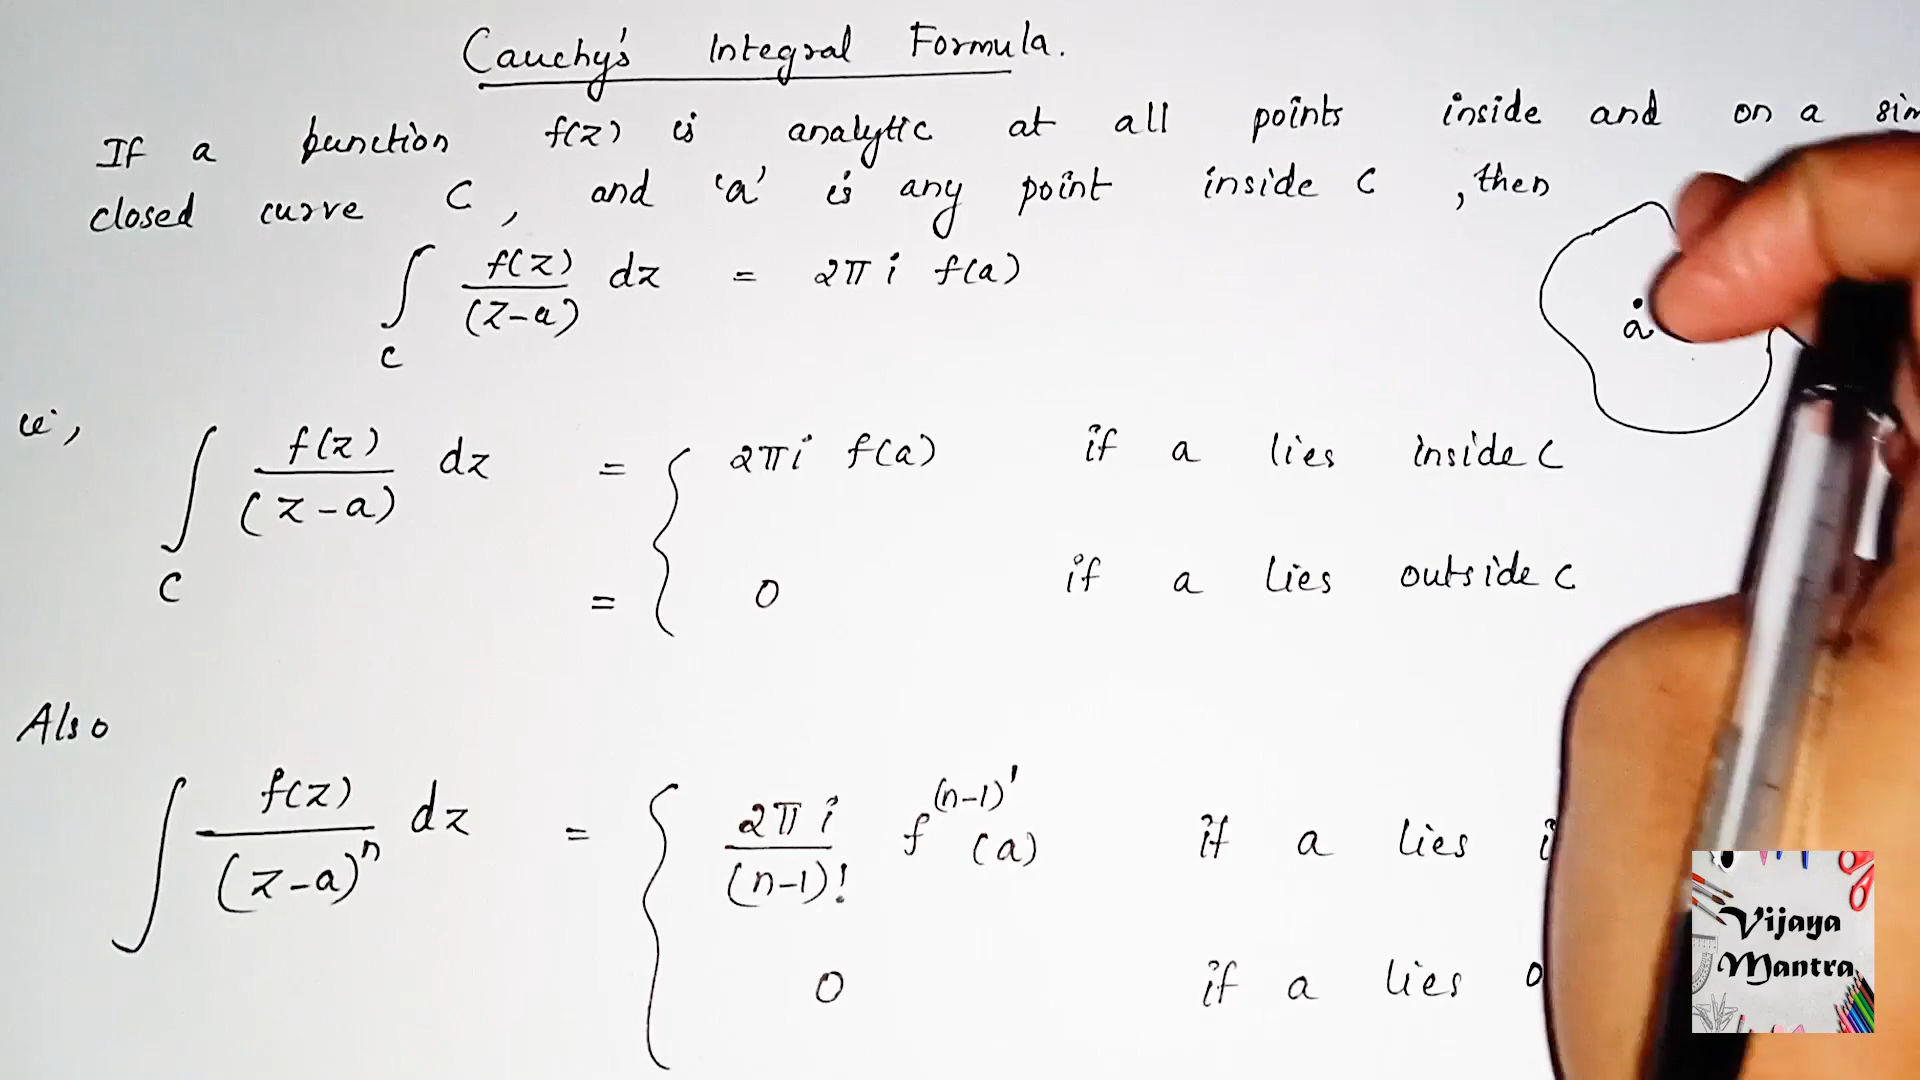 Cauchy's Integral Formula.
If a function f(z) is analytic at all points inside and on a
closed curve C, and 'a' is any point inside C, then
∫_C f(z)/(z-a) dz = 2πi f(a)
a
ie,
∫_C f(z)/(z-a) dz = { 2πi f(a) if a lies inside C
= 0 if a lies outside C
Also
∫ f(z)/(z-a)^n dz = { 2πi/(n-1)! f^(n-1)' (a) if a lies
0 if a lies
Vijaya
Mantra